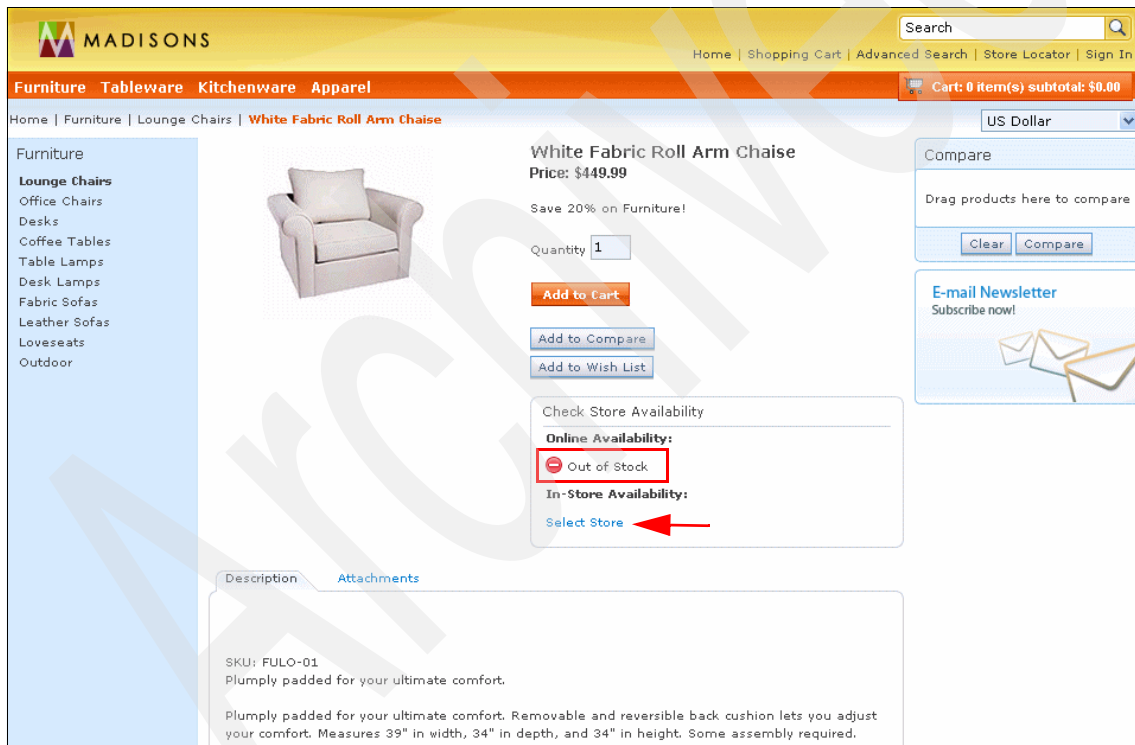 MADISONS
Search
Home | Shopping Cart | Advanced Search | Store Locator | Sign In
Furniture Tableware Kitchenware Apparel
Cart: 0 item(s) subtotal: $0.00
Home | Furniture | Lounge Chairs | White Fabric Roll Arm Chaise
US Dollar
Furniture
Lounge Chairs
Office Chairs
Desks
Coffee Tables
Table Lamps
Desk Lamps
Fabric Sofas
Leather Sofas
Loveseats
Outdoor
White Fabric Roll Arm Chaise
Price: $449.99
Save 20% on Furniture!
Quantity 1
Add to Cart
Add to Compare
Add to Wish List
Check Store Availability
Online Availability:
Out of Stock
In-Store Availability:
Select Store
Compare
Drag products here to compare
Clear Compare
E-mail Newsletter
Subscribe now!
Description Attachments
SKU: FULO-01
Plumply padded for your ultimate comfort.
Plumply padded for your ultimate comfort. Removable and reversible back cushion lets you adjust
your comfort. Measures 39" in width, 34" in depth, and 34" in height. Some assembly required.
Archive